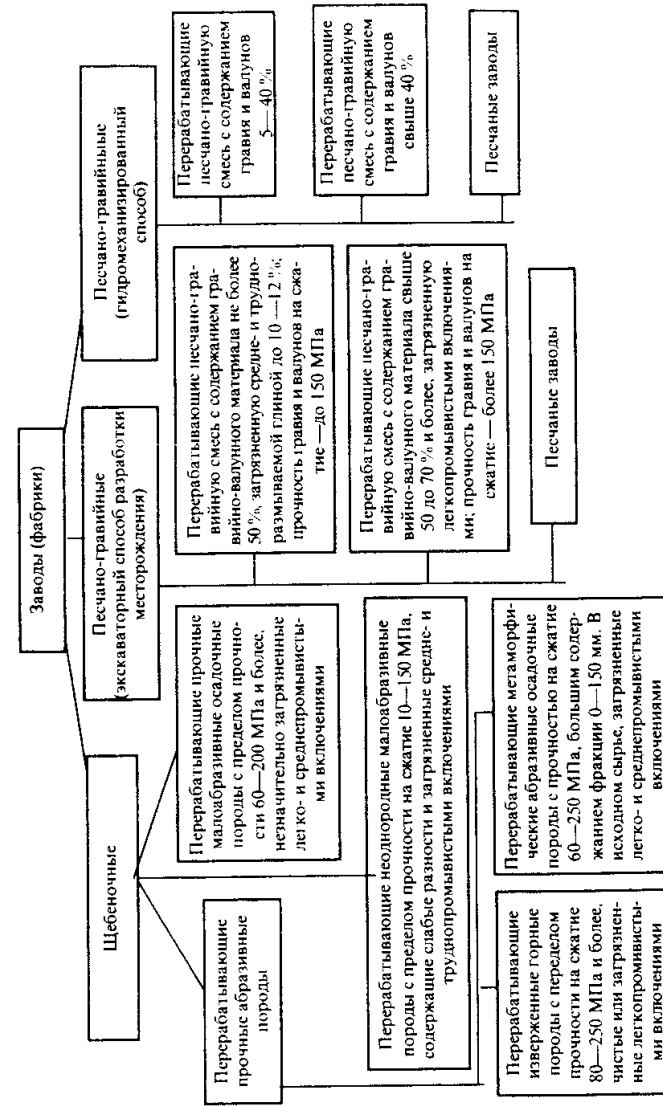 Заводы (фабрики)
Щебеночные
Песчано-гравийные
(экскаваторный способ разработки
месторождения)
Песчано-гравийные
(гидромеханизированный
способ)
Перерабатывающие
прочные абразивные
породы
Перерабатывающие прочные
малоабразивные осадочные
породы с пределом прочно-
сти 60—200 МПа и более,
незначительно загрязненные
легко- и среднепромывисты-
ми включениями
Перерабатывающие неоднородные малоабразивные
породы с пределом прочности на сжатие 10—150 МПа,
содержащие слабые разности и загрязненные средне- и
труднопромывистыми включениями
Перерабатывающие
изверженные горные
породы с переделом
прочности на сжатие
80—250 МПа и более,
чистые или загрязнен-
ные легкопромивисты-
ми включениями
Перерабатывающие метаморфи-
ческие абразивные осадочные
породы с прочностью на сжатие
60—250 МПа, большим содер-
жанием фракции 0—150 мм. В
исходном сырье, загрязненные
легко- и среднепромывистыми
включениями
Перерабатывающие песчано-гра-
вийную смесь с содержанием гра-
вийно-валунного материала не более
50 %, загрязненную средне- и трудно-
размываемой глиной до 10 —12 %;
прочность гравия и валунов на сжа-
тие —до 150 МПа
Перерабатывающие песчано-гра-
вийную смесь с содержанием гра-
вийно-валунного материала свыше
50 до 70 % и более, загрязненную
легкопромывистыми включения-
ми; прочность гравия и валунов на
сжатие — более 150 МПа
Песчаные заводы
Перерабатывающие
песчано-гравийную
смесь с содержанием
гравия и валунов
5— 40 %
Перерабатывающие
песчано-гравийную
смесь с содержанием
гравия и валунов
свыше 40 %
Песчаные заводы